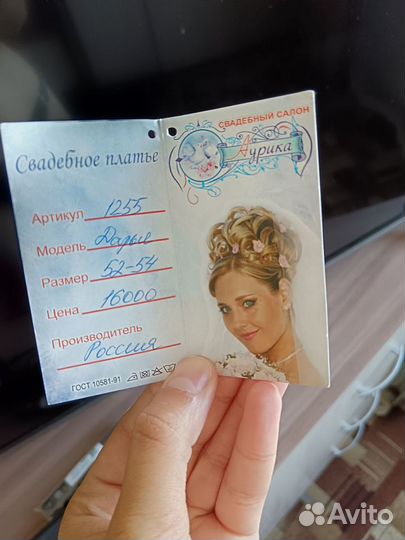 Свадебное платье
Артикул 1255
Модель Дарья
Размер 52-54
Цена 16000
Производитель
Россия
ГОСТ 10581-91
СВАДЕБНЫЙ САЛОН
Аурика
Avito